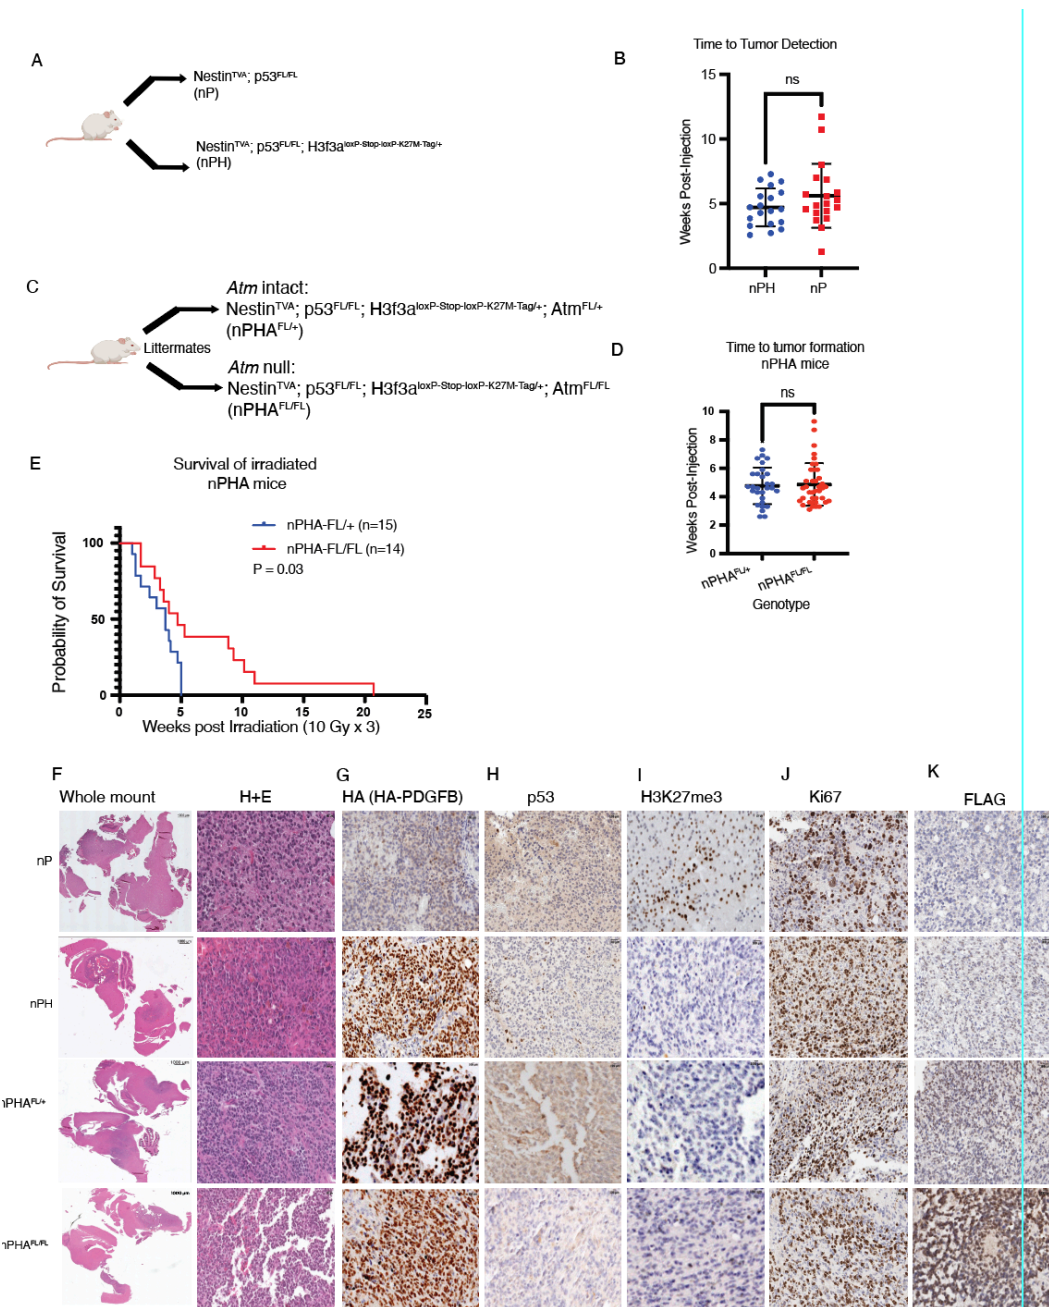 A
Nestin^TVA; p53^FL/FL
(nP)
Nestin^TVA; p53^FL/FL; H3f3a^loxP-Stop-loxP-K27M-Tag/+
(nPH)
B
Time to Tumor Detection
ns
15
10
5
0
Weeks Post-Injection
nPH
nP
C
Atm intact:
Nestin^TVA; p53^FL/FL; H3f3a^loxP-Stop-loxP-K27M-Tag/+; Atm^FL/+
(nPHA^FL/+)
Littermates
Atm null:
Nestin^TVA; p53^FL/FL; H3f3a^loxP-Stop-loxP-K27M-Tag/+; Atm^FL/FL
(nPHA^FL/FL)
D
Time to tumor formation
nPHA mice
ns
10
8
6
4
2
0
Weeks Post-Injection
nPHA^FL/+
nPHA^FL/FL
Genotype
E
Survival of irradiated
nPHA mice
nPHA-FL/+ (n=15)
nPHA-FL/FL (n=14)
P = 0.03
100
50
0
Probability of Survival
0 5 10 15 20 25
Weeks post Irradiation (10 Gy x 3)
F
Whole mount
H+E
G
HA (HA-PDGFB)
H
p53
I
H3K27me3
J
Ki67
K
FLAG
nP
nPH
nPHA^FL/+
1000 µm
nPHA^FL/FL
1000 µm